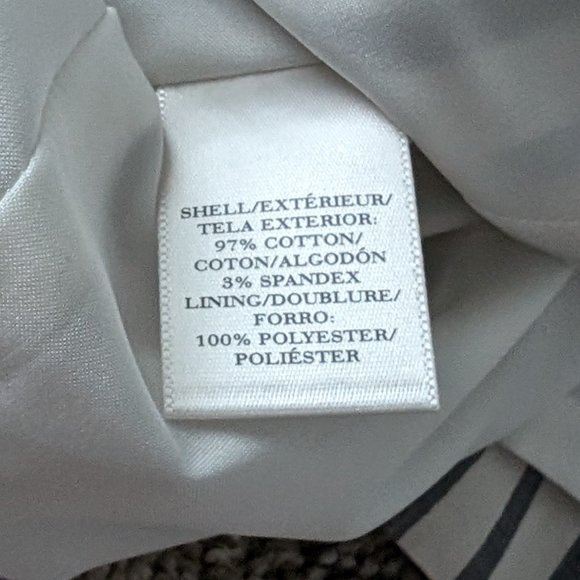 SHELL/EXTÉRIEUR/
TELA EXTERIOR:
97% COTTON/
COTON/ALGODÓN
3% SPANDEX
LINING/DOUBLURE/
FORRO:
100% POLYESTER/
POLIÉSTER